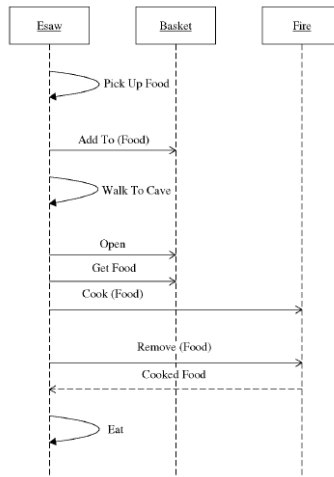 Esaw
Basket
Fire
Pick Up Food
Add To (Food)
Walk To Cave
Open
Get Food
Cook (Food)
Remove (Food)
Cooked Food
Eat